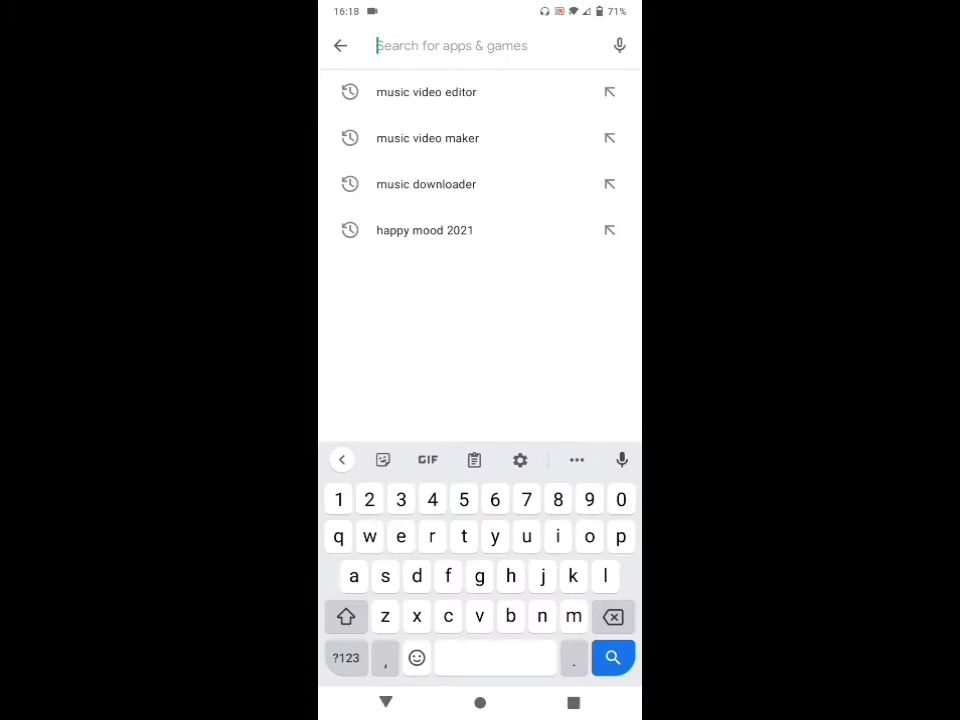 16:18
71%
Search for apps & games
music video editor
music video maker
music downloader
happy mood 2021
GIF
1 2 3 4 5 6 7 8 9 0
q w e r t y u i o p
a s d f g h j k l
z x c v b n m
?123 , .